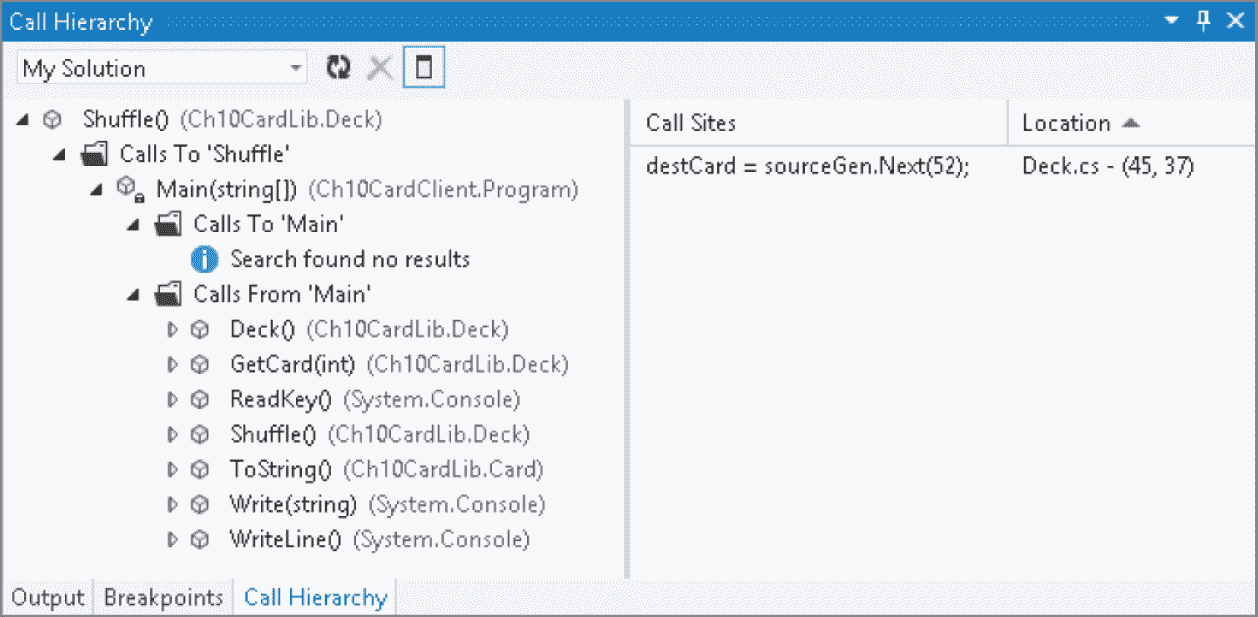 Call Hierarchy
My Solution
Shuffle() (Ch10CardLib.Deck)
Calls To 'Shuffle'
Main(string[]) (Ch10CardClient.Program)
Calls To 'Main'
Search found no results
Calls From 'Main'
Deck() (Ch10CardLib.Deck)
GetCard(int) (Ch10CardLib.Deck)
ReadKey() (System.Console)
Shuffle() (Ch10CardLib.Deck)
ToString() (Ch10CardLib.Card)
Write(string) (System.Console)
WriteLine() (System.Console)
Call Sites Location
destCard = sourceGen.Next(52); Deck.cs - (45, 37)
Output Breakpoints Call Hierarchy